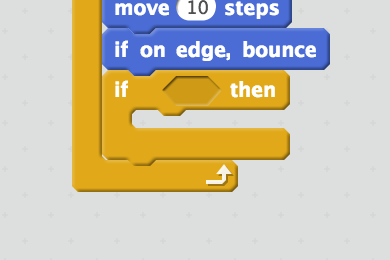 move 10 steps
if on edge, bounce
if then